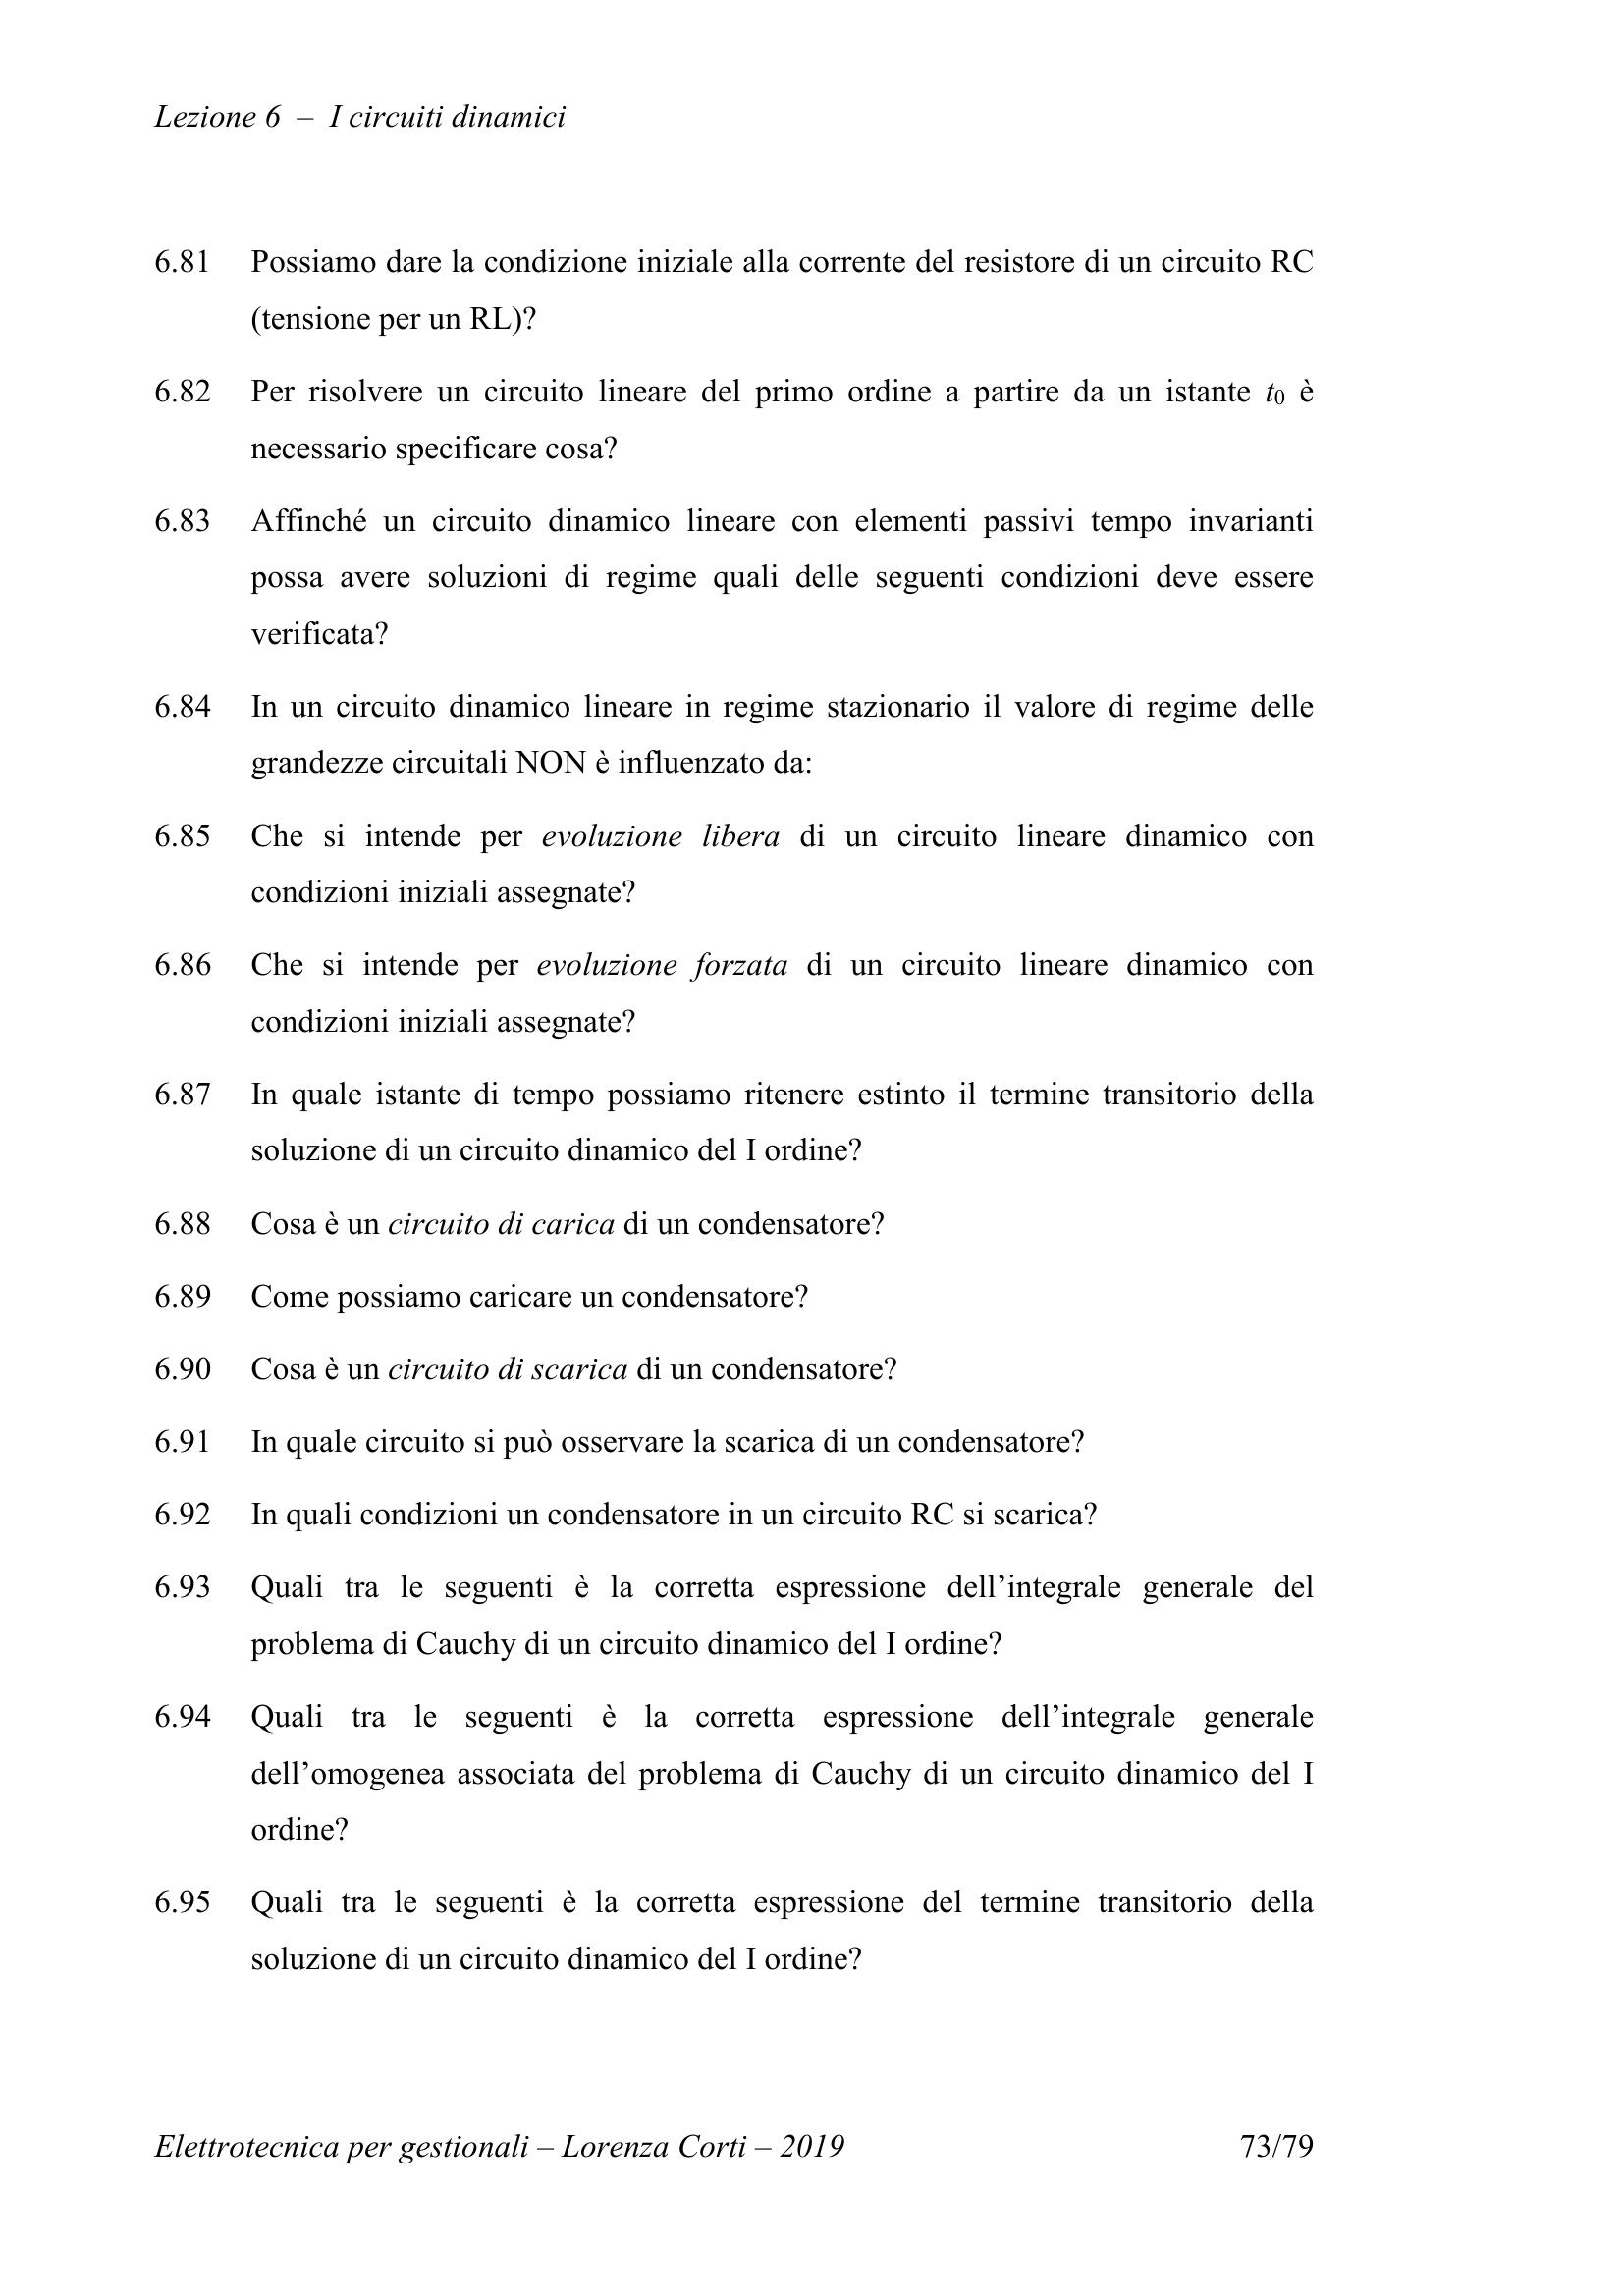 Lezione 6 – I circuiti dinamici
6.81 Possiamo dare la condizione iniziale alla corrente del resistore di un circuito RC
(tensione per un RL)?
6.82 Per risolvere un circuito lineare del primo ordine a partire da un istante t0 è
necessario specificare cosa?
6.83 Affinché un circuito dinamico lineare con elementi passivi tempo invarianti
possa avere soluzioni di regime quali delle seguenti condizioni deve essere
verificata?
6.84 In un circuito dinamico lineare in regime stazionario il valore di regime delle
grandezze circuitali NON è influenzato da:
6.85 Che si intende per evoluzione libera di un circuito lineare dinamico con
condizioni iniziali assegnate?
6.86 Che si intende per evoluzione forzata di un circuito lineare dinamico con
condizioni iniziali assegnate?
6.87 In quale istante di tempo possiamo ritenere estinto il termine transitorio della
soluzione di un circuito dinamico del I ordine?
6.88 Cosa è un circuito di carica di un condensatore?
6.89 Come possiamo caricare un condensatore?
6.90 Cosa è un circuito di scarica di un condensatore?
6.91 In quale circuito si può osservare la scarica di un condensatore?
6.92 In quali condizioni un condensatore in un circuito RC si scarica?
6.93 Quali tra le seguenti è la corretta espressione dell’integrale generale del
problema di Cauchy di un circuito dinamico del I ordine?
6.94 Quali tra le seguenti è la corretta espressione dell’integrale generale
dell’omogenea associata del problema di Cauchy di un circuito dinamico del I
ordine?
6.95 Quali tra le seguenti è la corretta espressione del termine transitorio della
soluzione di un circuito dinamico del I ordine?
Elettrotecnica per gestionali – Lorenza Corti – 2019 73/79